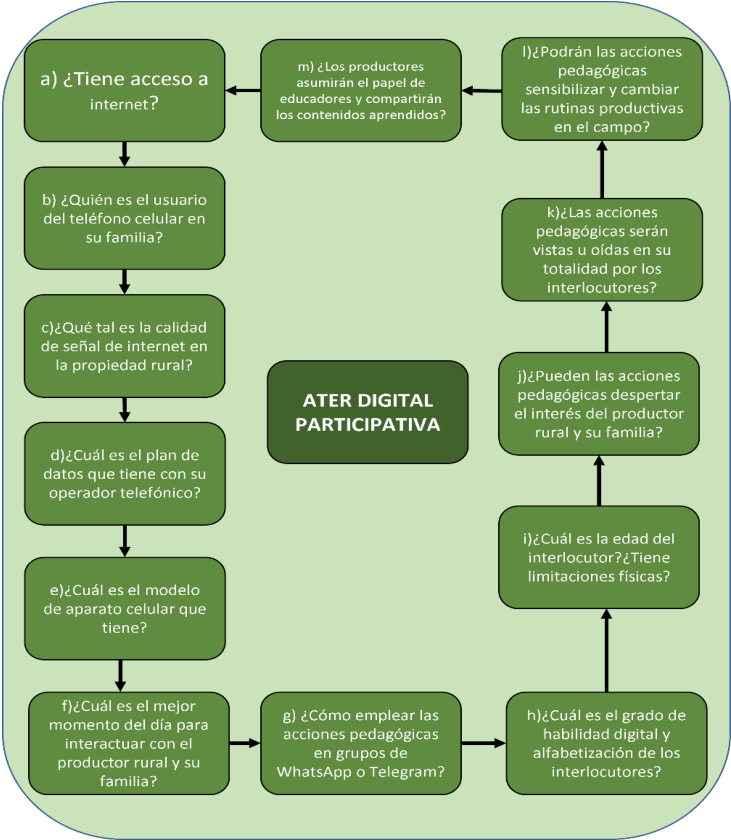 a) ¿Tiene acceso a
internet?
b) ¿Quién es el usuario
del teléfono celular en
su familia?
c)¿Qué tal es la calidad
de señal de internet en
la propiedad rural?
d)¿Cuál es el plan de
datos que tiene con su
operador telefónico?
e)¿Cuál es el modelo
de aparato celular que
tiene?
f)¿Cuál es el mejor
momento del día para
interactuar con el
productor rural y su
familia?
g) ¿Cómo emplear las
acciones pedagógicas
en grupos de
WhatsApp o Telegram?
h)¿Cuál es el grado de
habilidad digital y
alfabetización de los
interlocutores?
i)¿Cuál es la edad del
interlocutor?¿Tiene
limitaciones físicas?
j)¿Pueden las acciones
pedagógicas despertar
el interés del productor
rural y su familia?
k)¿Las acciones
pedagógicas serán
vistas u oídas en su
totalidad por los
interlocutores?
l)¿Podrán las acciones
pedagógicas
sensibilizar y cambiar
las rutinas productivas
en el campo?
m) ¿Los productores
asumirán el papel de
educadores y compartirán
los contenidos aprendidos?
ATER DIGITAL
PARTICIPATIVA